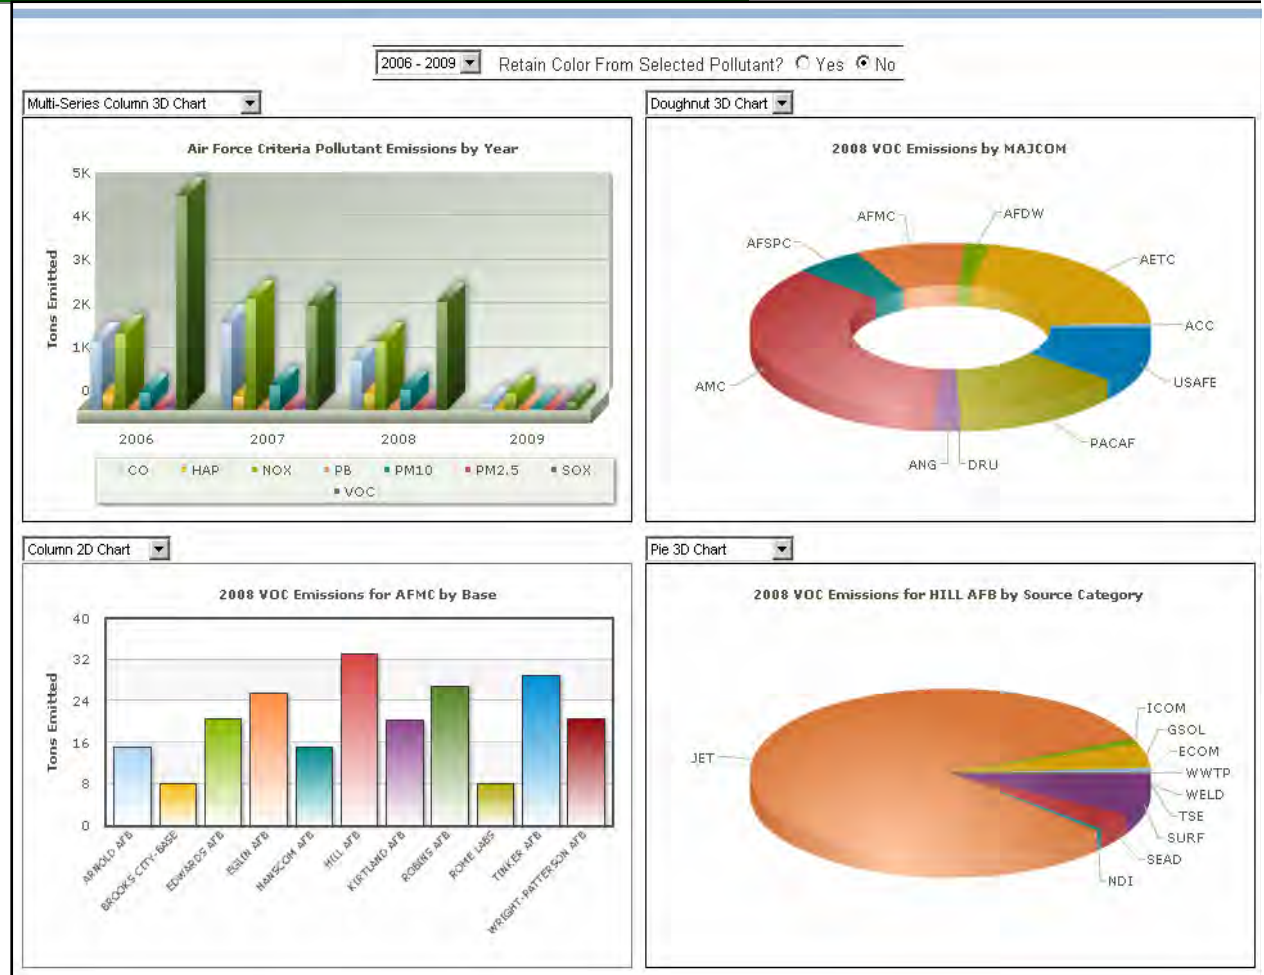 2006 - 2009 Retain Color From Selected Pollutant? Yes No
Multi-Series Column 3D Chart
Air Force Criteria Pollutant Emissions by Year
Tons Emitted
5K
4K
3K
2K
1K
0
2006 2007 2008 2009
CO HAP NOX PB PM10 PM2.5 SOX
VOC
Doughnut 3D Chart
2008 VOC Emissions by MAJCOM
AFMC
AFDW
AFSPC
AETC
ACC
USAFE
AMC
PACAF
ANG
DRU
Column 2D Chart
2008 VOC Emissions for AFMC by Base
Tons Emitted
40
32
24
16
8
0
ARNOLD AFB
BROOKS CITY-BASE
EDWARDS AFB
EGLIN AFB
HANSCOM AFB
HILL AFB
KIRTLAND AFB
ROBINS AFB
ROME LABS
TINKER AFB
WRIGHT-PATTERSON AFB
Pie 3D Chart
2008 VOC Emissions for HILL AFB by Source Category
JET
ICOM
GSOL
ECOM
WWTP
WELD
TSE
SURF
SEAD
NDI